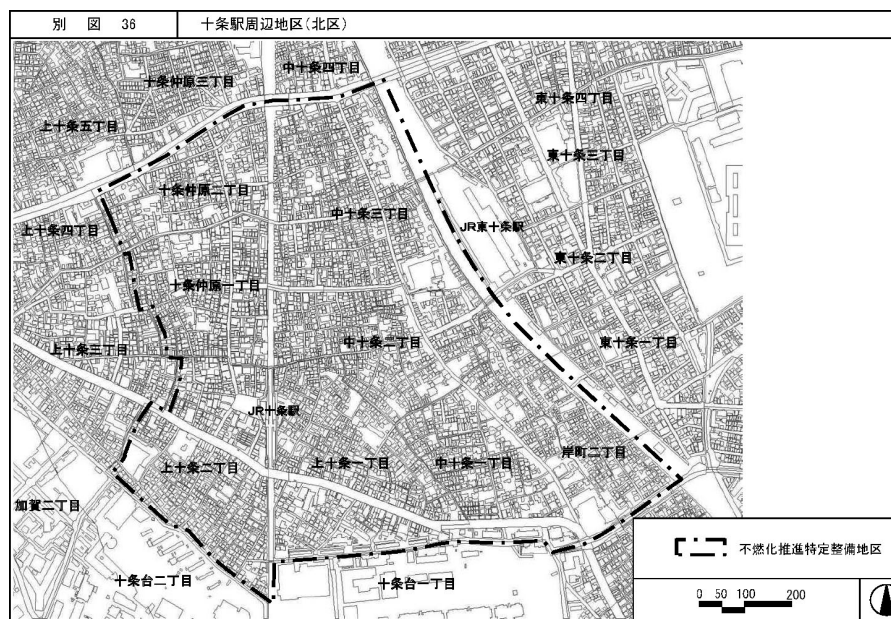 別図36 十条駅周辺地区(北区)
中十条四丁目
十条仲原三丁目
東十条四丁目
上十条五丁目
東十条三丁目
十条仲原二丁目
中十条三丁目
上十条四丁目
JR東十条駅
東十条二丁目
十条仲原一丁目
中十条二丁目
東十条一丁目
上十条三丁目
JR十条駅
岸町二丁目
上十条二丁目
上十条一丁目
中十条一丁目
加賀二丁目
不燃化推進特定整備地区
十条台二丁目
十条台一丁目
0 50 100 200